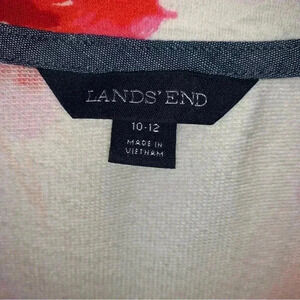 LANDS' END
10-12
MADE IN
VIETNAM